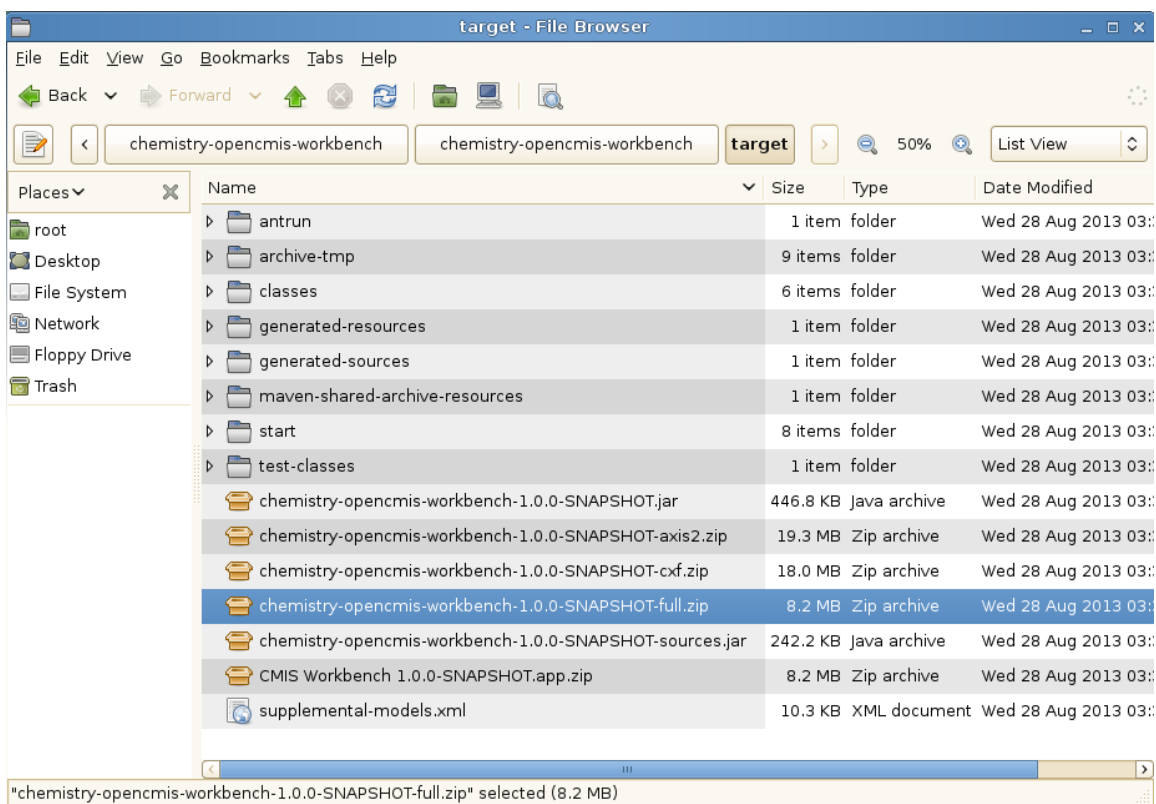 target - File Browser
File Edit View Go Bookmarks Tabs Help
Back Forward
chemistry-opencmis-workbench chemistry-opencmis-workbench target 50% List View
Places Name Size Type Date Modified
root antrun 1 item folder Wed 28 Aug 2013 03:
Desktop archive-tmp 9 items folder Wed 28 Aug 2013 03:
File System classes 6 items folder Wed 28 Aug 2013 03:
Network generated-resources 1 item folder Wed 28 Aug 2013 03:
Floppy Drive generated-sources 1 item folder Wed 28 Aug 2013 03:
Trash maven-shared-archive-resources 1 item folder Wed 28 Aug 2013 03:
start 8 items folder Wed 28 Aug 2013 03:
test-classes 1 item folder Wed 28 Aug 2013 03:
chemistry-opencmis-workbench-1.0.0-SNAPSHOT.jar 446.8 KB Java archive Wed 28 Aug 2013 03:
chemistry-opencmis-workbench-1.0.0-SNAPSHOT-axis2.zip 19.3 MB Zip archive Wed 28 Aug 2013 03:
chemistry-opencmis-workbench-1.0.0-SNAPSHOT-cxf.zip 18.0 MB Zip archive Wed 28 Aug 2013 03:
chemistry-opencmis-workbench-1.0.0-SNAPSHOT-full.zip 8.2 MB Zip archive Wed 28 Aug 2013 03:
chemistry-opencmis-workbench-1.0.0-SNAPSHOT-sources.jar 242.2 KB Java archive Wed 28 Aug 2013 03:
CMIS Workbench 1.0.0-SNAPSHOT.app.zip 8.2 MB Zip archive Wed 28 Aug 2013 03:
supplemental-models.xml 10.3 KB XML document Wed 28 Aug 2013 03:
"chemistry-opencmis-workbench-1.0.0-SNAPSHOT-full.zip" selected (8.2 MB)